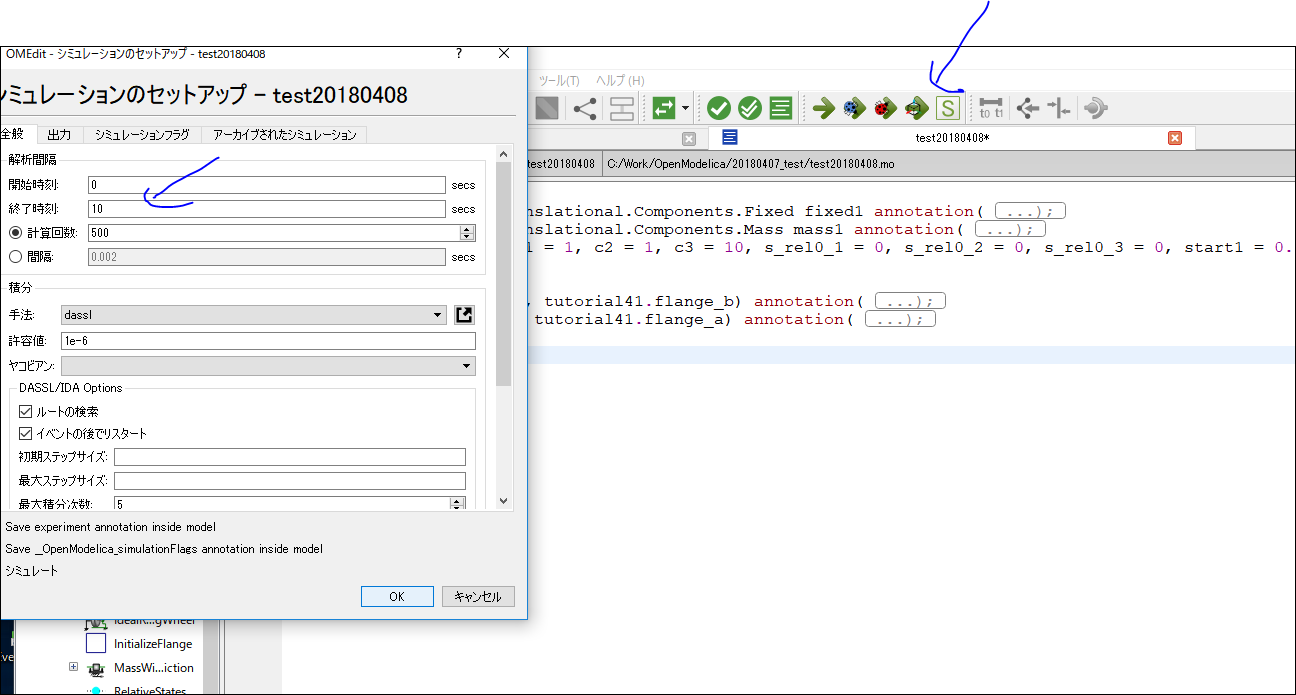 OMEdit - シミュレーションのセットアップ - test20180408
? ×
ミュレーションのセットアップ - test20180408
全般 出力 シミュレーションフラグ アーカイブされたシミュレーション
解析間隔
開始時刻: 0 secs
終了時刻: 10 secs
計算回数: 500
間隔: 0.002 secs
積分
手法: dassl
許容値: 1e-6
ヤコビアン:
DASSL/IDA Options
ルートの検索
イベントの後でリスタート
初期ステップサイズ:
最大ステップサイズ:
最大積分次数: 5
Save experiment annotation inside model
Save _OpenModelica_simulationFlags annotation inside model
シミュレート
OK キャンセル
ツール(T) ヘルプ(H)
S
to t1
test20180408*
test20180408 C:/Work/OpenModelica/20180407_test/test20180408.mo
nslational.Components.Fixed fixed1 annotation( ...);
nslational.Components.Mass mass1 annotation( ...);
1 = 1, c2 = 1, c3 = 10, s_rel0_1 = 0, s_rel0_2 = 0, s_rel0_3 = 0, start1 = 0.
, tutorial41.flange_b) annotation( ...);
tutorial41.flange_a) annotation( ...);
IdealR...gWheel
InitializeFlange
MassWi...iction
RelativeStates